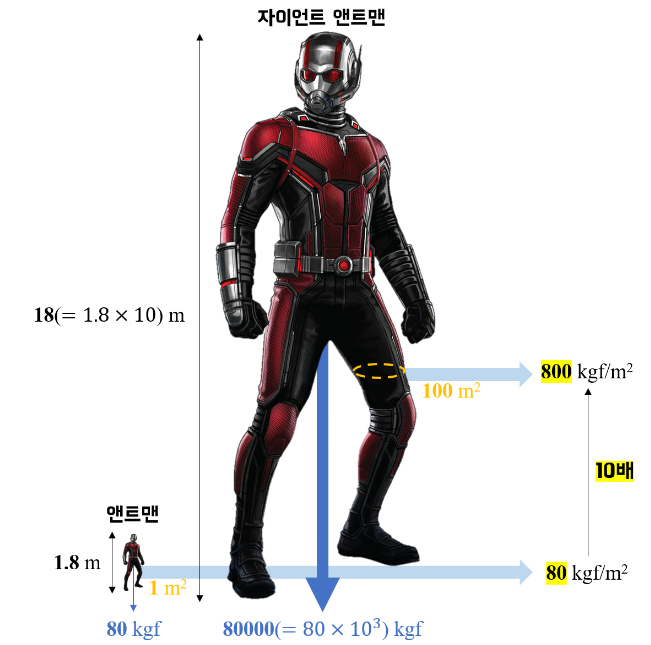 자이언트 앤트맨
18(= 1.8 × 10) m
800 kgf/m²
100 m²
10배
앤트맨
1.8 m
80 kgf/m²
1 m²
80 kgf
80000(= 80 × 10³) kgf